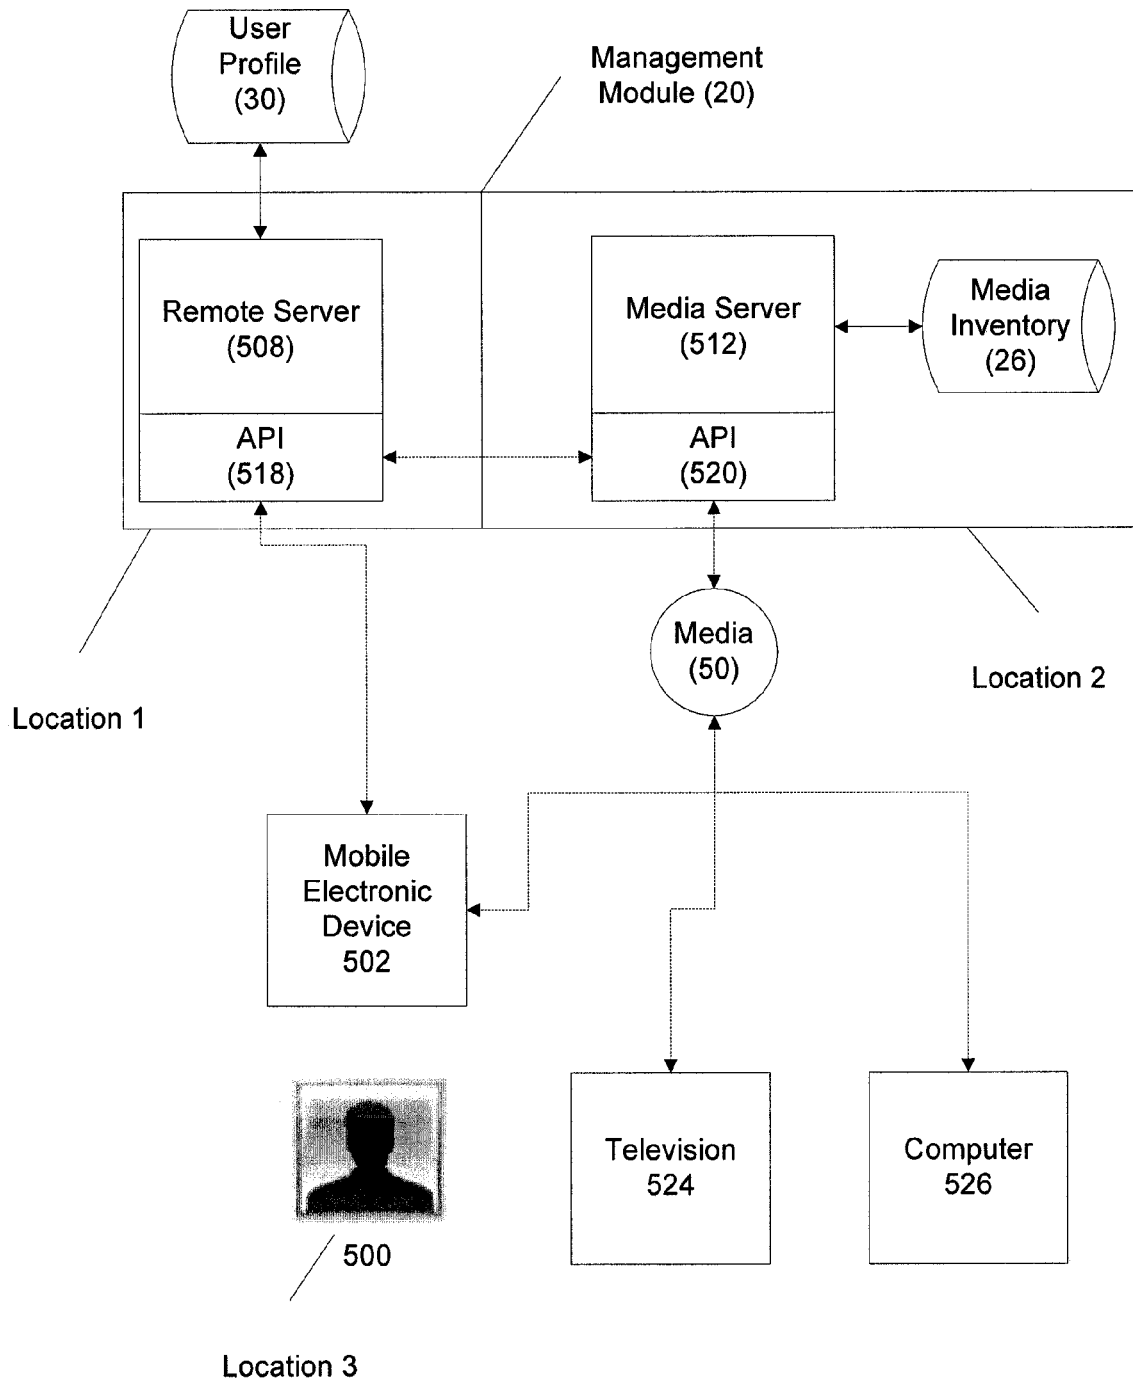 User
Profile
(30)
Management
Module (20)
Remote Server
(508)
API
(518)
Media Server
(512)
API
(520)
Media
Inventory
(26)
Media
(50)
Location 1
Location 2
Mobile
Electronic
Device
502
Television
524
Computer
526
500
Location 3